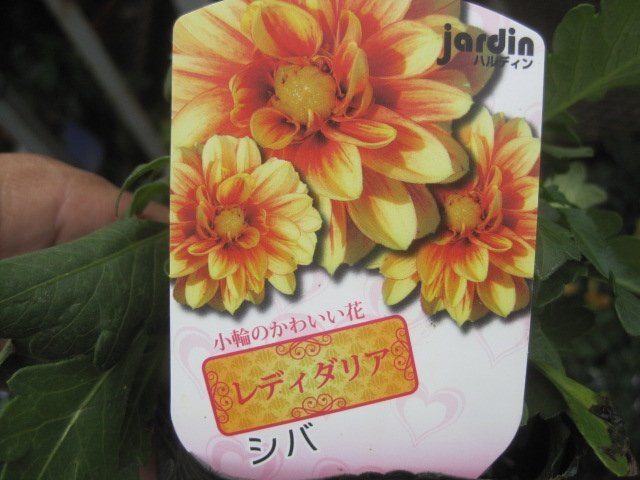 jardin
ハルディン
小輪のかわいい花
レディダリア
シバ